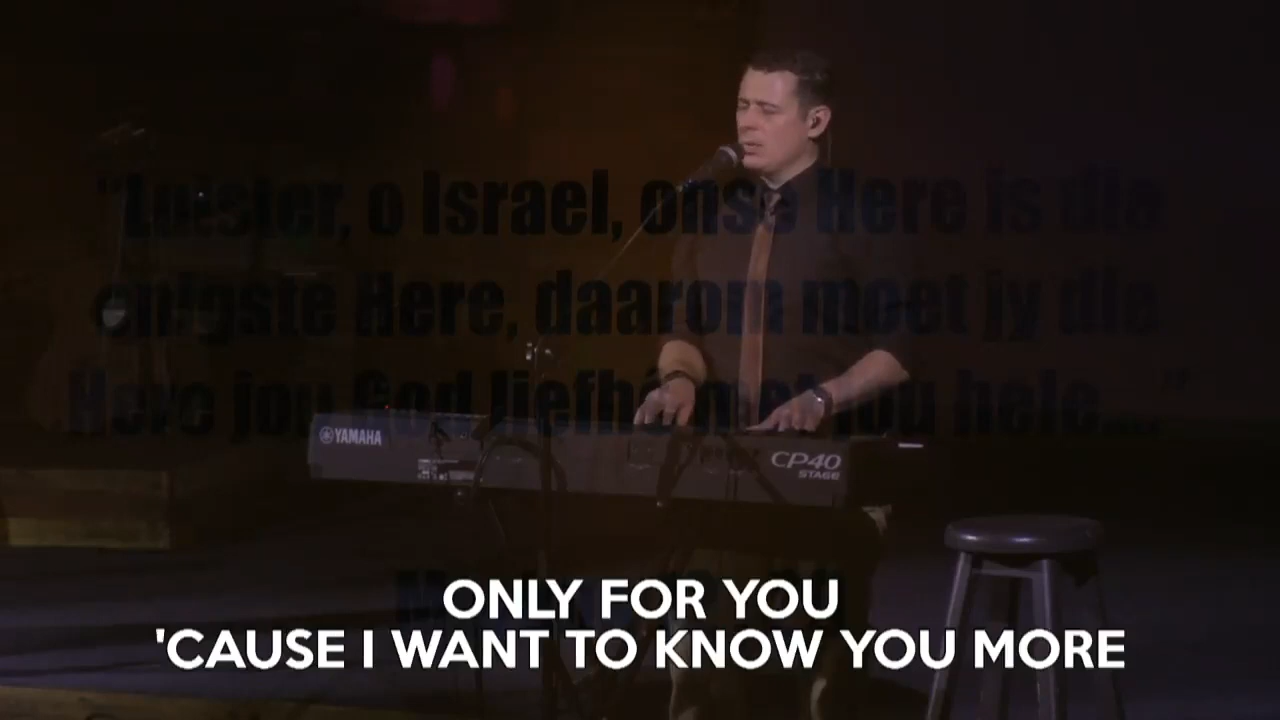 "Luister, o Israel, onse Here is die
enigste Here, daarom moet jy die
Here jou God liefhê met jou hele...."
YAMAHA
CP40
STAGE
ONLY FOR YOU
'CAUSE I WANT TO KNOW YOU MORE